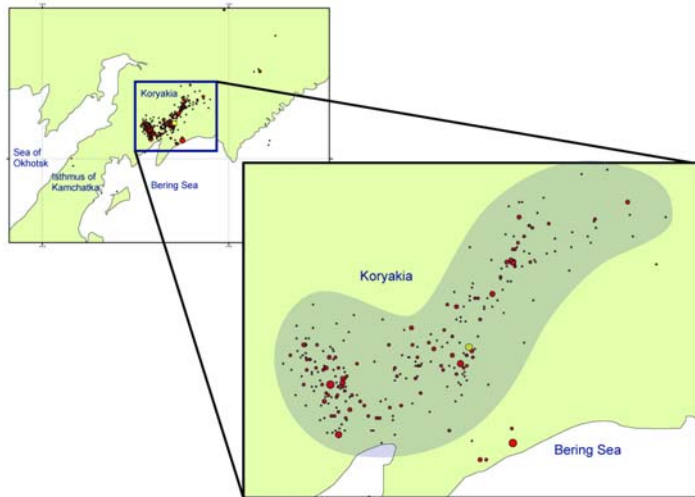 Koryakia
Sea of
Okhotsk
Isthmus of
Kamchatka
Bering Sea
Koryakia
Bering Sea